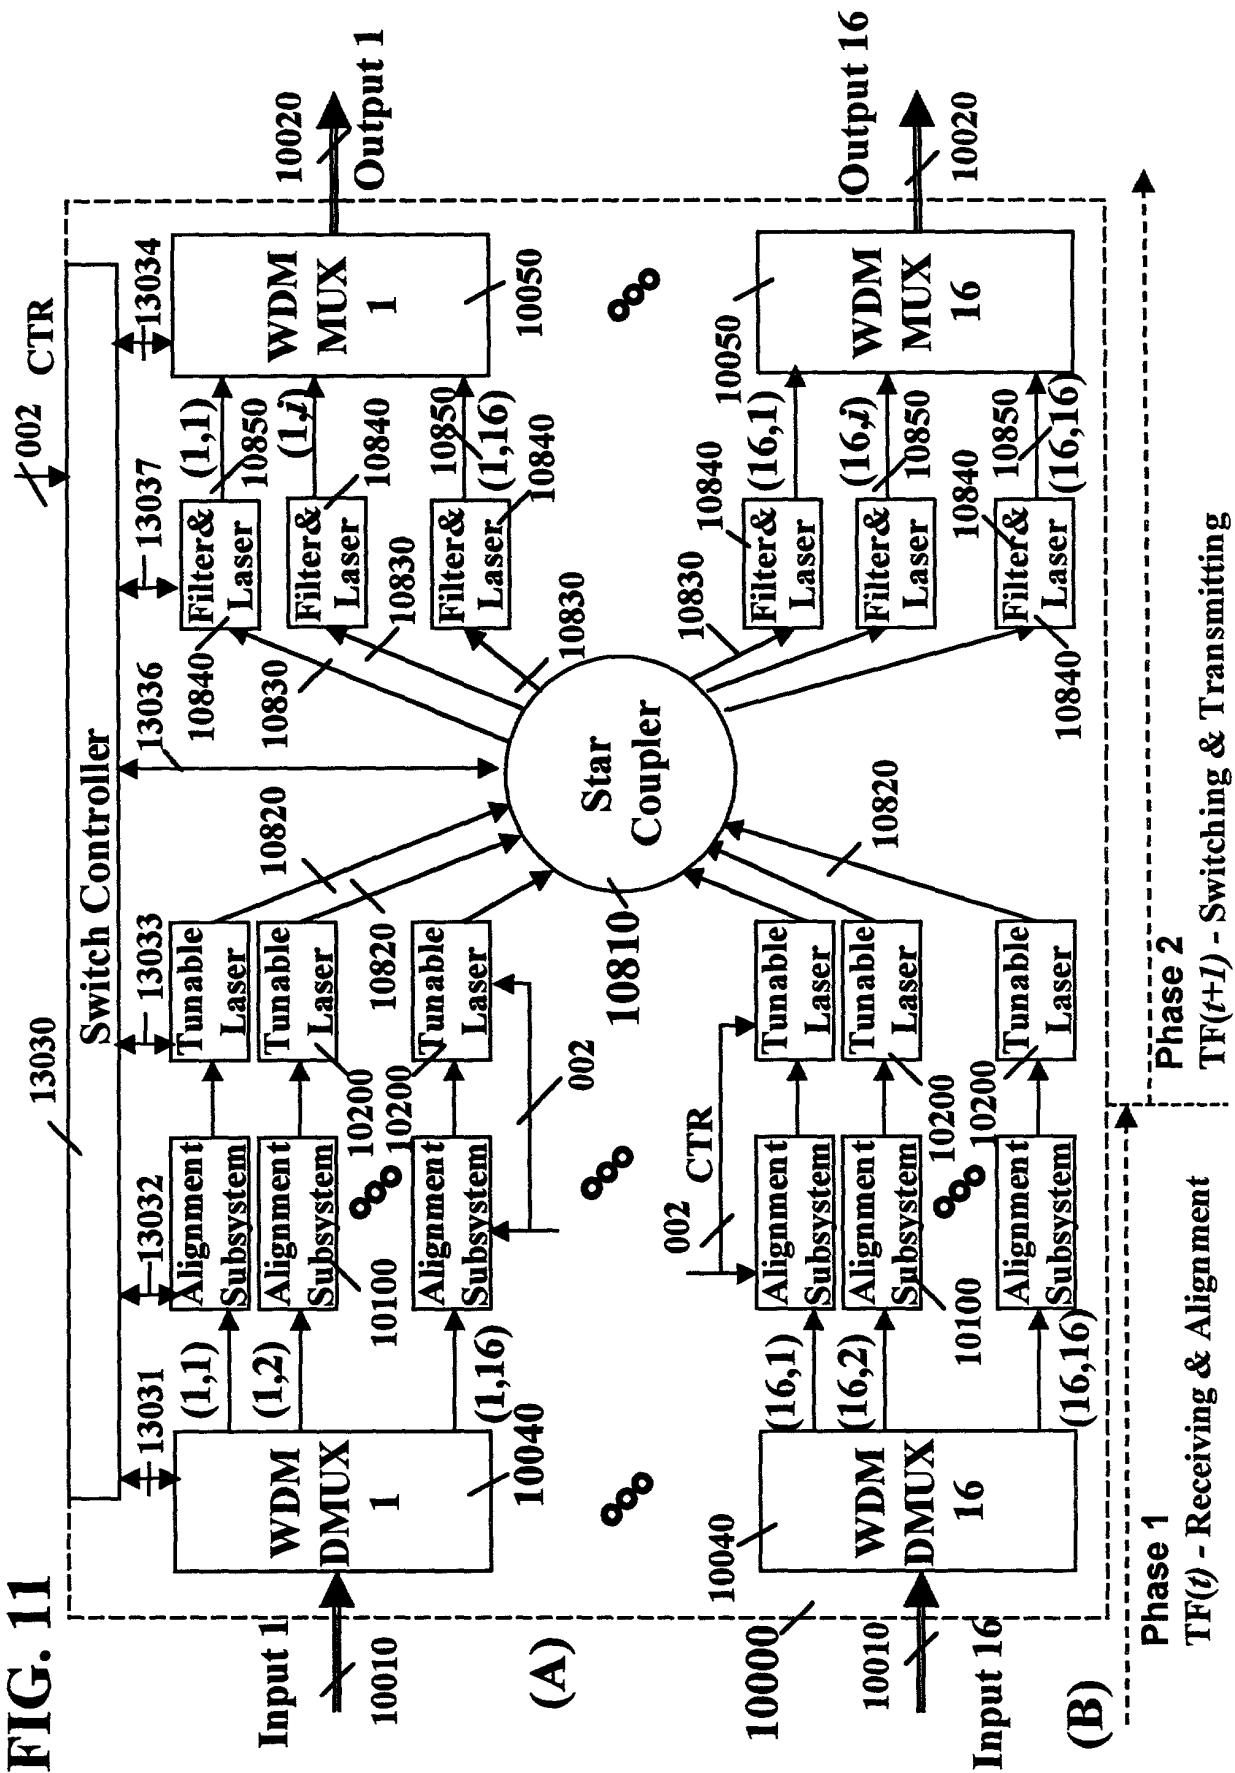 FIG. 11
002 CTR
13030
Switch Controller
13031
13032
13033
13036
13037
13034
Input 1
10010
WDM
DMUX
1
10040
(1,1)
(1,2)
(1,16)
Alignment
Subsystem
Alignment
Subsystem
10100
Alignment
Subsystem
Tunable
Laser
Tunable
Laser
10200
10200
Tunable
Laser
002
10820
10820
Star
Coupler
10810
10840
10830
10830
10830
Filter&
Laser
Filter&
Laser
Filter&
Laser
(1,1)
10850
(1,i)
10840
10850
(1,16)
10840
WDM
MUX
1
10050
10020
Output 1
(A)
10000
Input 16
10010
10040
WDM
DMUX
16
(16,1)
(16,2)
(16,16)
002 CTR
Alignment
Subsystem
Alignment
Subsystem
10100
Alignment
Subsystem
Tunable
Laser
Tunable
Laser
10200
10200
Tunable
Laser
10820
10830
10840
Filter&
Laser
Filter&
Laser
10840
Filter&
Laser
10840
(16,1)
(16,i)
10850
10850
(16,16)
10050
WDM
MUX
16
10020
Output 16
(B)
Phase 1
TF(t) - Receiving & Alignment
Phase 2
TF(t+1) - Switching & Transmitting